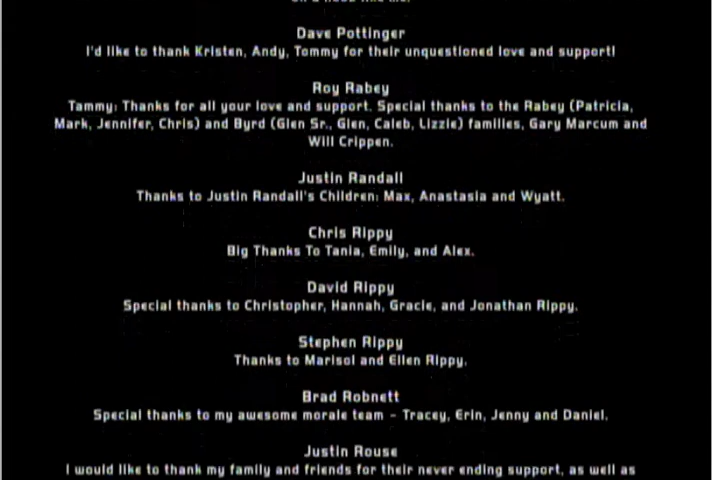 Dave Pottinger
I'd like to thank Kristen, Andy, Tommy for their unquestioned love and support!
Roy Rabey
Tammy: Thanks for all your love and support. Special thanks to the Rabey (Patricia,
Mark, Jennifer, Chris) and Byrd (Glen Sr., Glen, Caleb, Lizzie) families, Gary Marcum and
Will Crippen.
Justin Randall
Thanks to Justin Randall's Children: Max, Anastasia and Wyatt.
Chris Rippy
Big Thanks To Tania, Emily, and Alex.
David Rippy
Special thanks to Christopher, Hannah, Gracie, and Jonathan Rippy.
Stephen Rippy
Thanks to Marisol and Ellen Rippy.
Brad Robnett
Special thanks to my awesome morale team - Tracey, Erin, Jenny and Daniel.
Justin Rouse
I would like to thank my family and friends for their never ending support, as well as